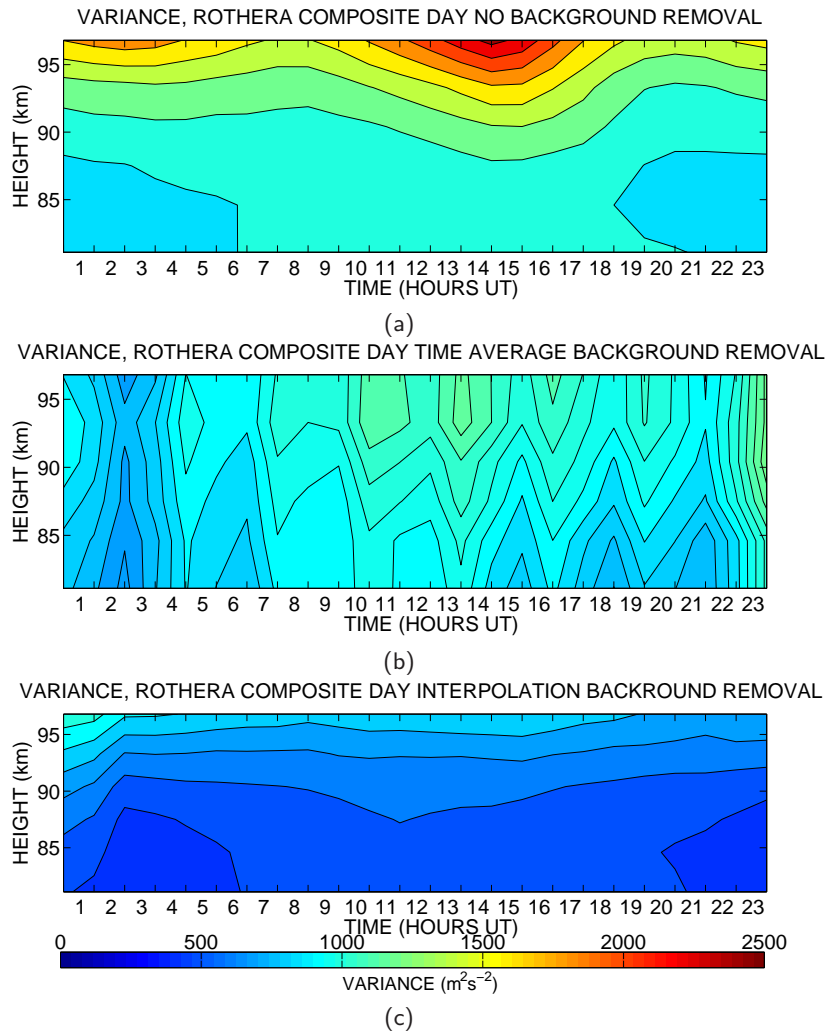 VARIANCE, ROTHERA COMPOSITE DAY NO BACKGROUND REMOVAL
95
90
85
HEIGHT (km)
1 2 3 4 5 6 7 8 9 10 11 12 13 14 15 16 17 18 19 20 21 22 23
TIME (HOURS UT)
(a)
VARIANCE, ROTHERA COMPOSITE DAY TIME AVERAGE BACKGROUND REMOVAL
95
90
85
HEIGHT (km)
1 2 3 4 5 6 7 8 9 10 11 12 13 14 15 16 17 18 19 20 21 22 23
TIME (HOURS UT)
(b)
VARIANCE, ROTHERA COMPOSITE DAY INTERPOLATION BACKROUND REMOVAL
95
90
85
HEIGHT (km)
1 2 3 4 5 6 7 8 9 10 11 12 13 14 15 16 17 18 19 20 21 22 23
TIME (HOURS UT)
0 500 1000 1500 2000 2500
VARIANCE (m²s⁻²)
(c)